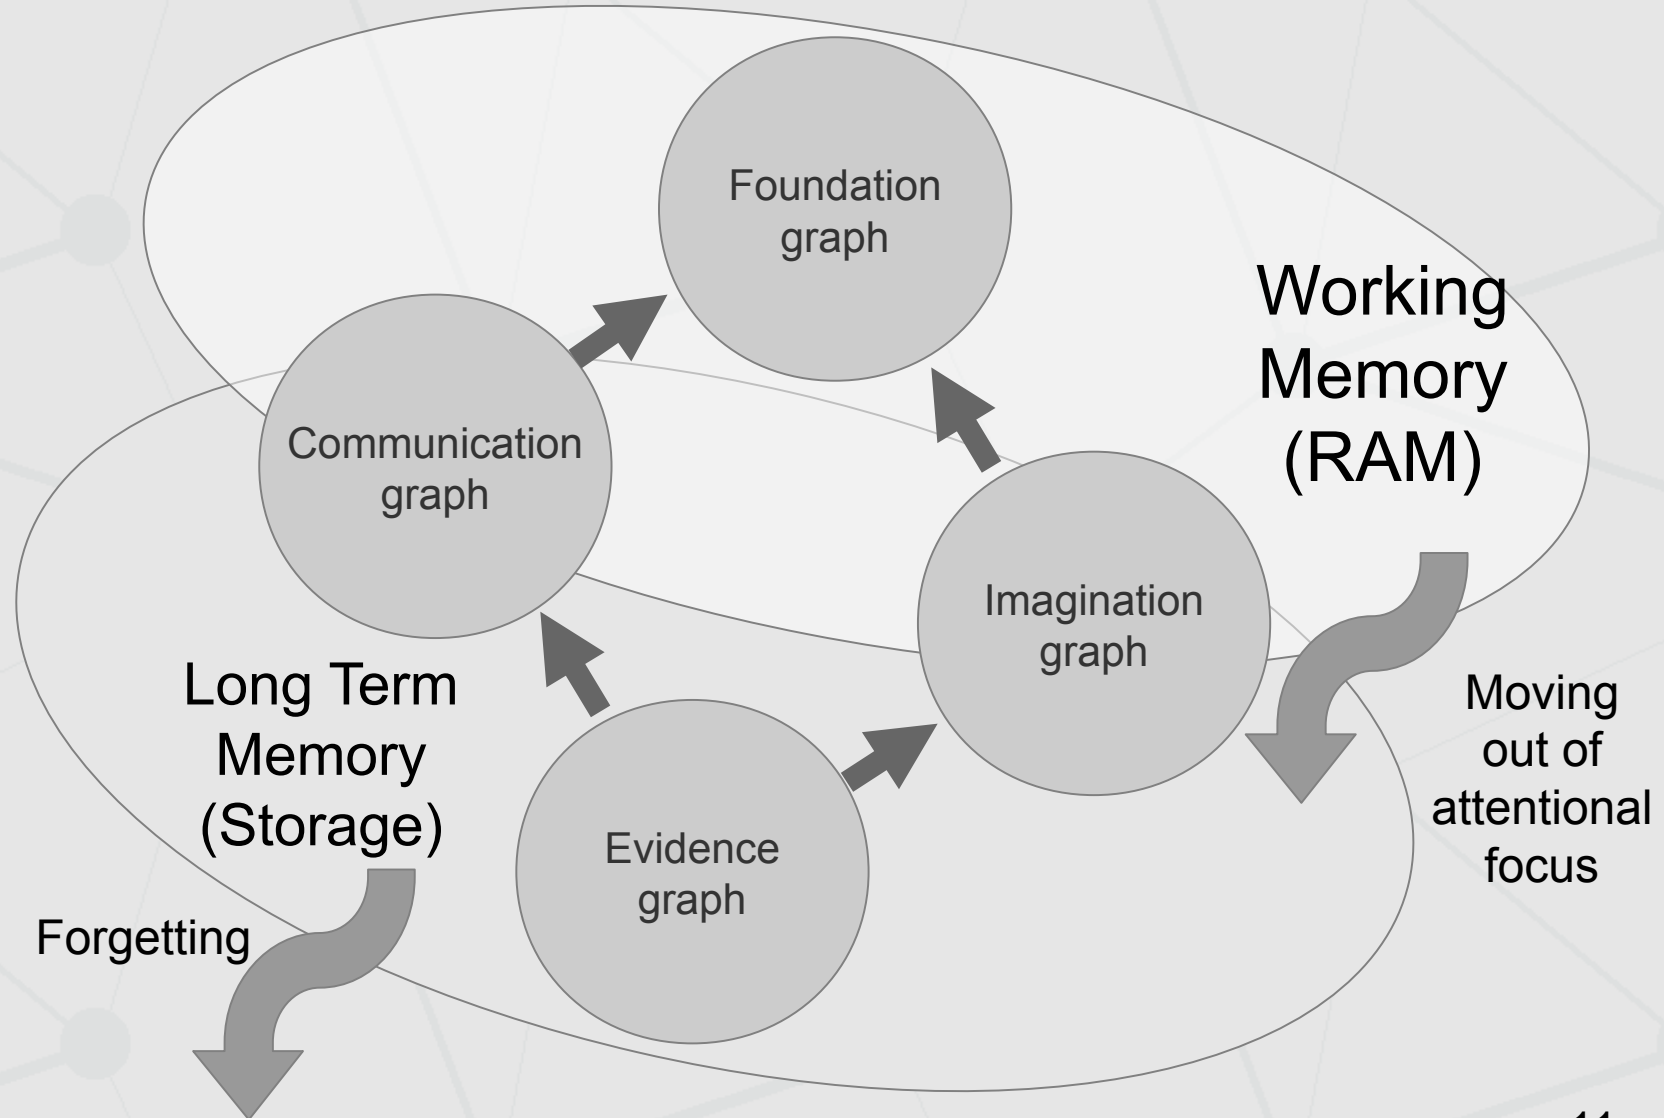 Foundation
graph
Working
Memory
(RAM)
Communication
graph
Imagination
graph
Long Term
Memory
(Storage)
Moving
out of
attentional
focus
Evidence
graph
Forgetting